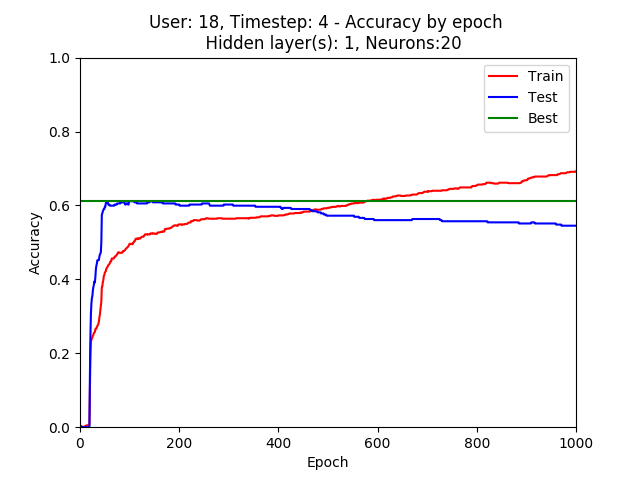 User: 18, Timestep: 4 - Accuracy by epoch
Hidden layer(s): 1, Neurons:20
Train
Test
Best
1.0
0.8
0.6
0.4
0.2
0.0
Accuracy
0
200
400
600
800
1000
Epoch